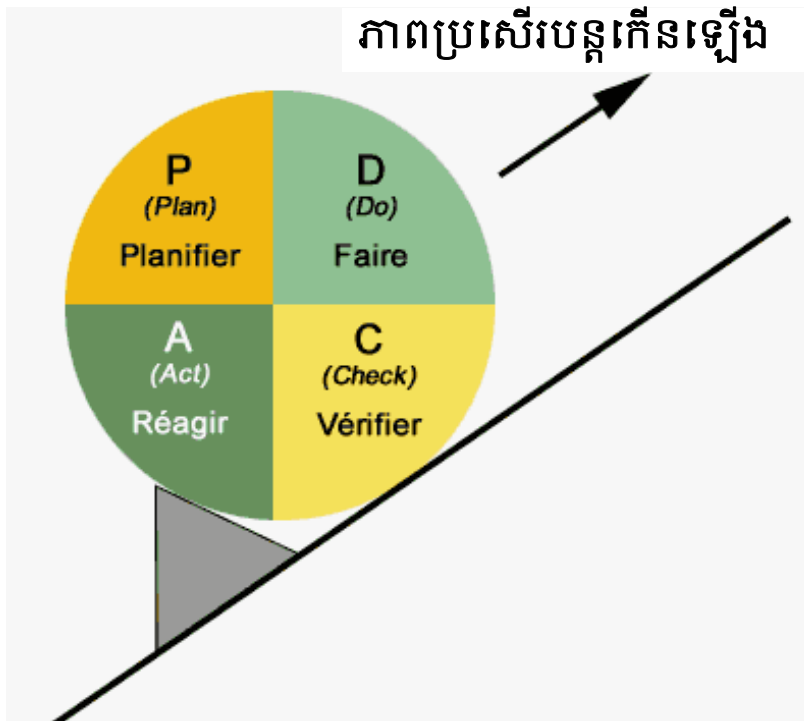 ភាពប្រសើរបន្តកើនឡើង
P
(Plan)
Planifier
D
(Do)
Faire
A
(Act)
Réagir
C
(Check)
Vérifier